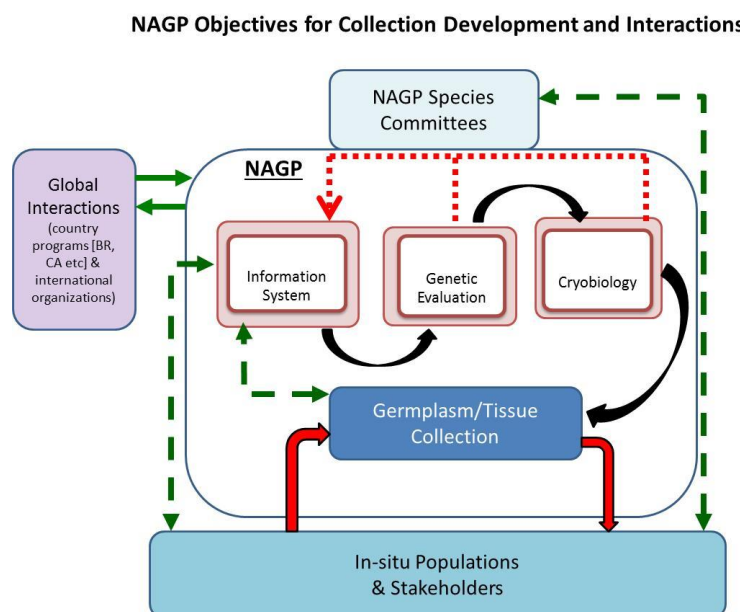 NAGP Objectives for Collection Development and Interactions
NAGP Species
Committees
Global
Interactions
(country
programs [BR,
CA etc] &
international
organizations)
NAGP
Information
System
Genetic
Evaluation
Cryobiology
Germplasm/Tissue
Collection
In-situ Populations
& Stakeholders